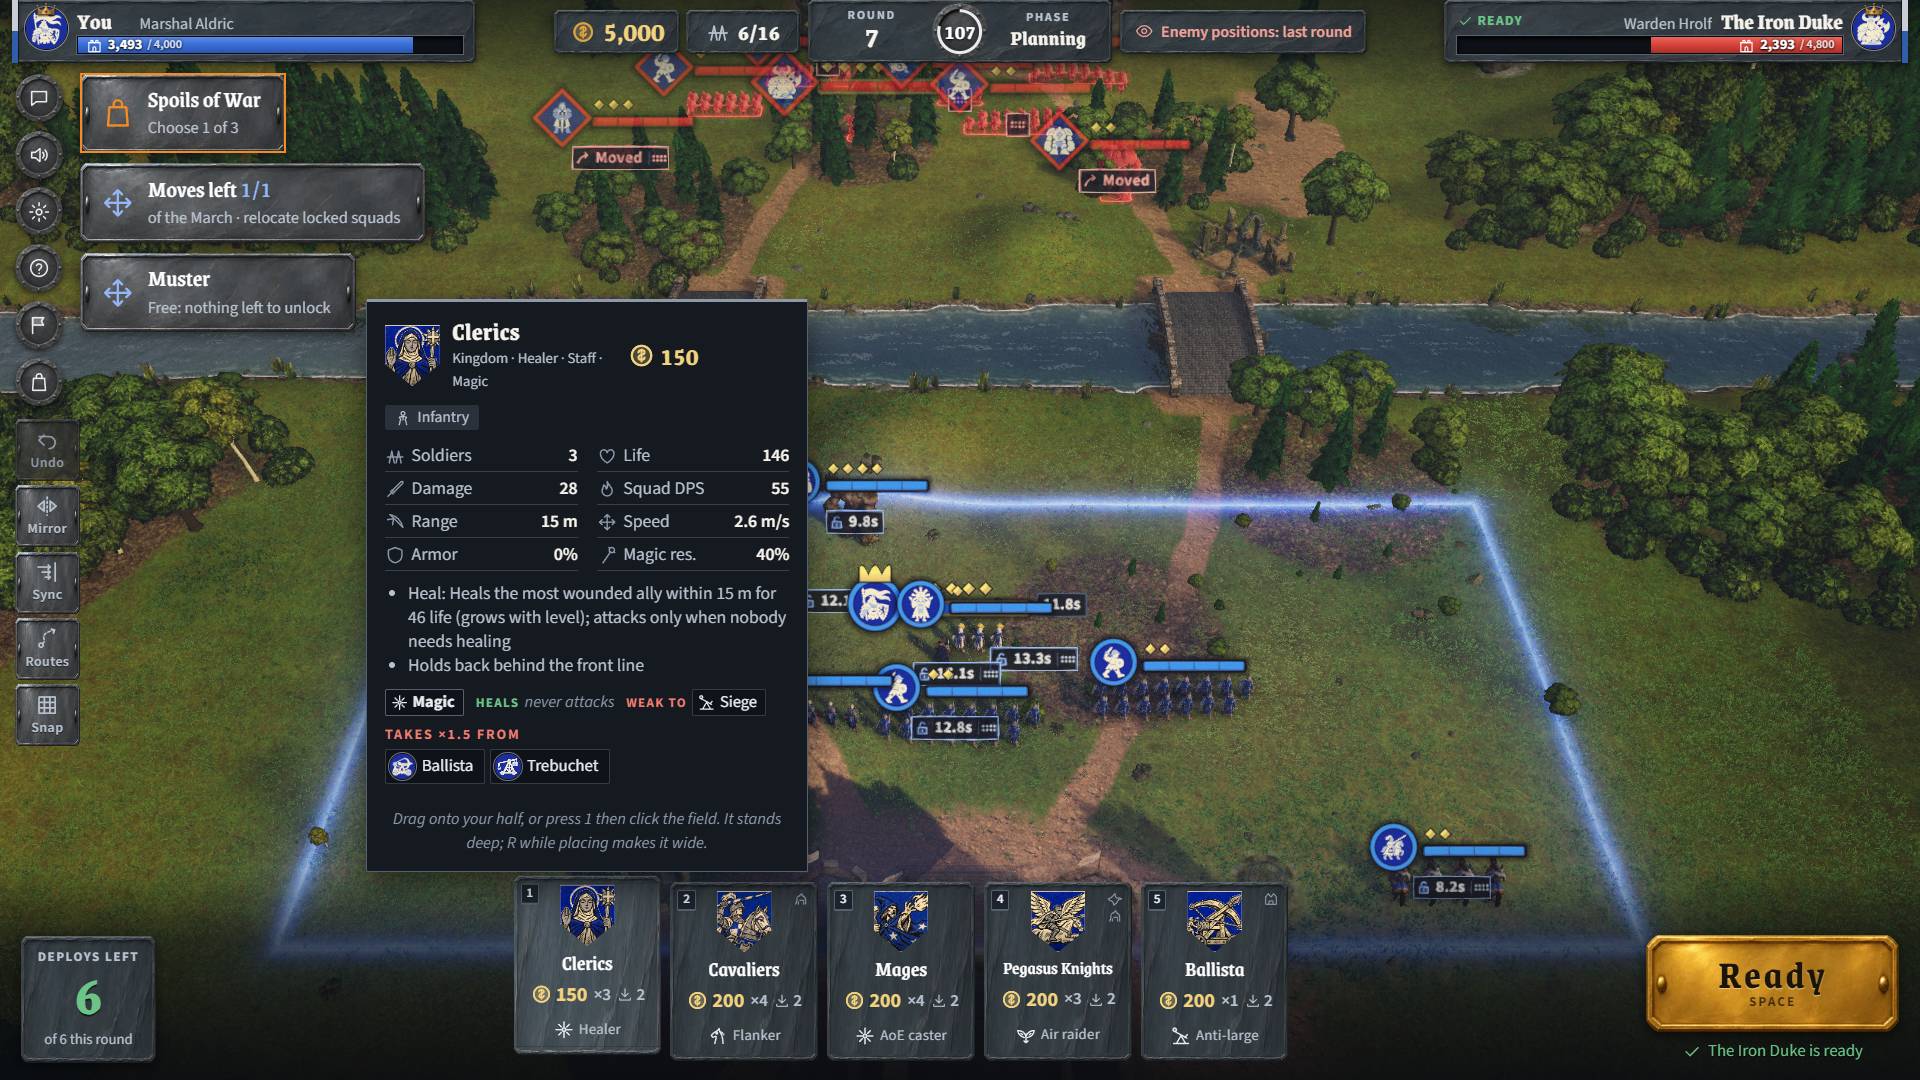 You Marshal Aldric
3,493 / 4,000
5,000
6/16
ROUND
7
107
PHASE
Planning
Enemy positions: last round
READY
Warden Hrolf The Iron Duke
2,393 / 4,800
Spoils of War
Choose 1 of 3
Moves left 1/1
of the March · relocate locked squads
Muster
Free: nothing left to unlock
Moved
Moved
Undo
Mirror
Sync
Routes
Snap
Clerics
Kingdom · Healer · Staff ·
Magic
150
Infantry
Soldiers 3
Life 146
Damage 28
Squad DPS 55
Range 15 m
Speed 2.6 m/s
Armor 0%
Magic res. 40%
• Heal: Heals the most wounded ally within 15 m for
46 life (grows with level); attacks only when nobody
needs healing
• Holds back behind the front line
Magic HEALS never attacks WEAK TO Siege
TAKES ×1.5 FROM
Ballista Trebuchet
Drag onto your half, or press 1 then click the field. It stands
deep; R while placing makes it wide.
9.8s
13.3s
12.8s
8.2s
DEPLOYS LEFT
6
of 6 this round
1
Clerics
150 ×3 2
Healer
2
Cavaliers
200 ×4 2
Flanker
3
Mages
200 ×4 2
AoE caster
4
Pegasus Knights
200 ×3 2
Air raider
5
Ballista
200 ×1 2
Anti-large
Ready
SPACE
The Iron Duke is ready